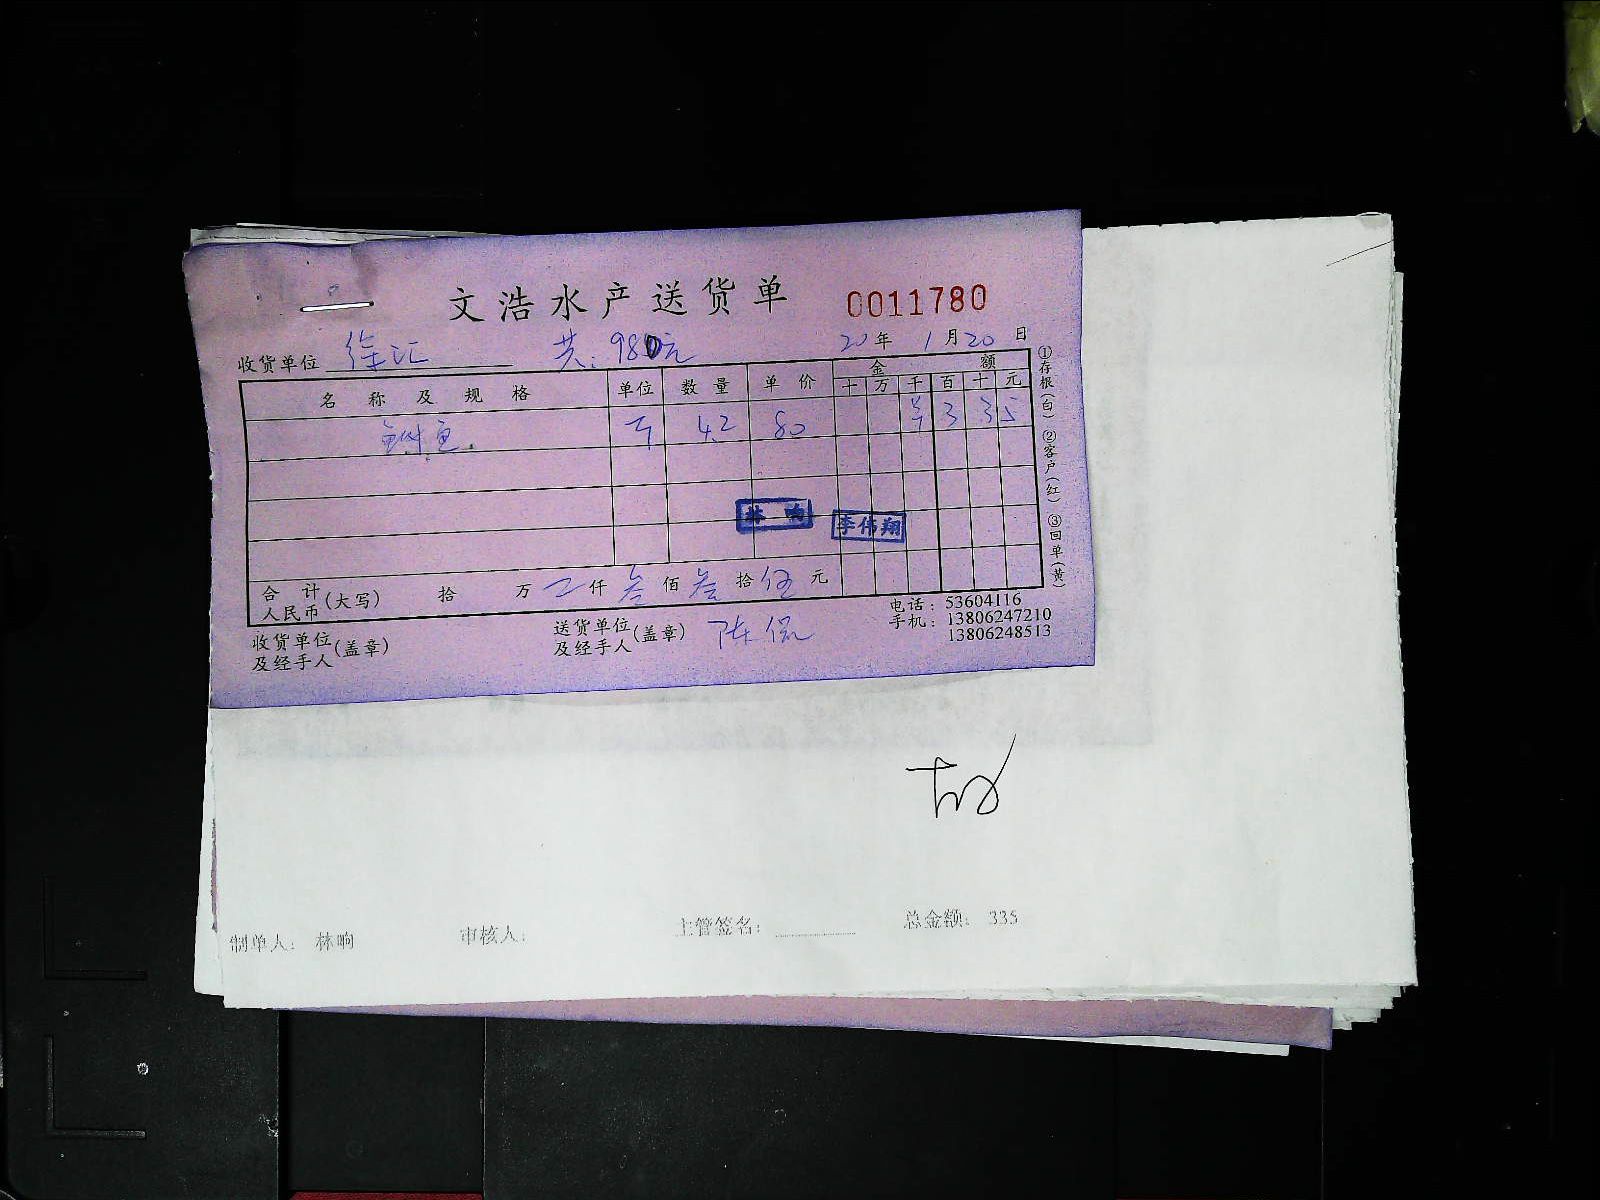 文浩水产送货单 0011780
收货单位 徐汇 共: 980元 20年 1月20日
名称及规格 单位 数量 单价 金额 十 万 千 百 十 元
鱼 斤 4.2 80 ¥ 3 3 5
林响 李伟翔
合计人民币(大写) 拾 万 仟 叁佰 叁拾 伍元
收货单位及经手人(盖章) 送货单位及经手人(盖章) 陈侃
电话: 53604116
手机: 13806247210
13806248513
①存根(白) ②客户(红) ③回单(黄)
制单人: 林响 审核人: 主管签名: 总金额: 335